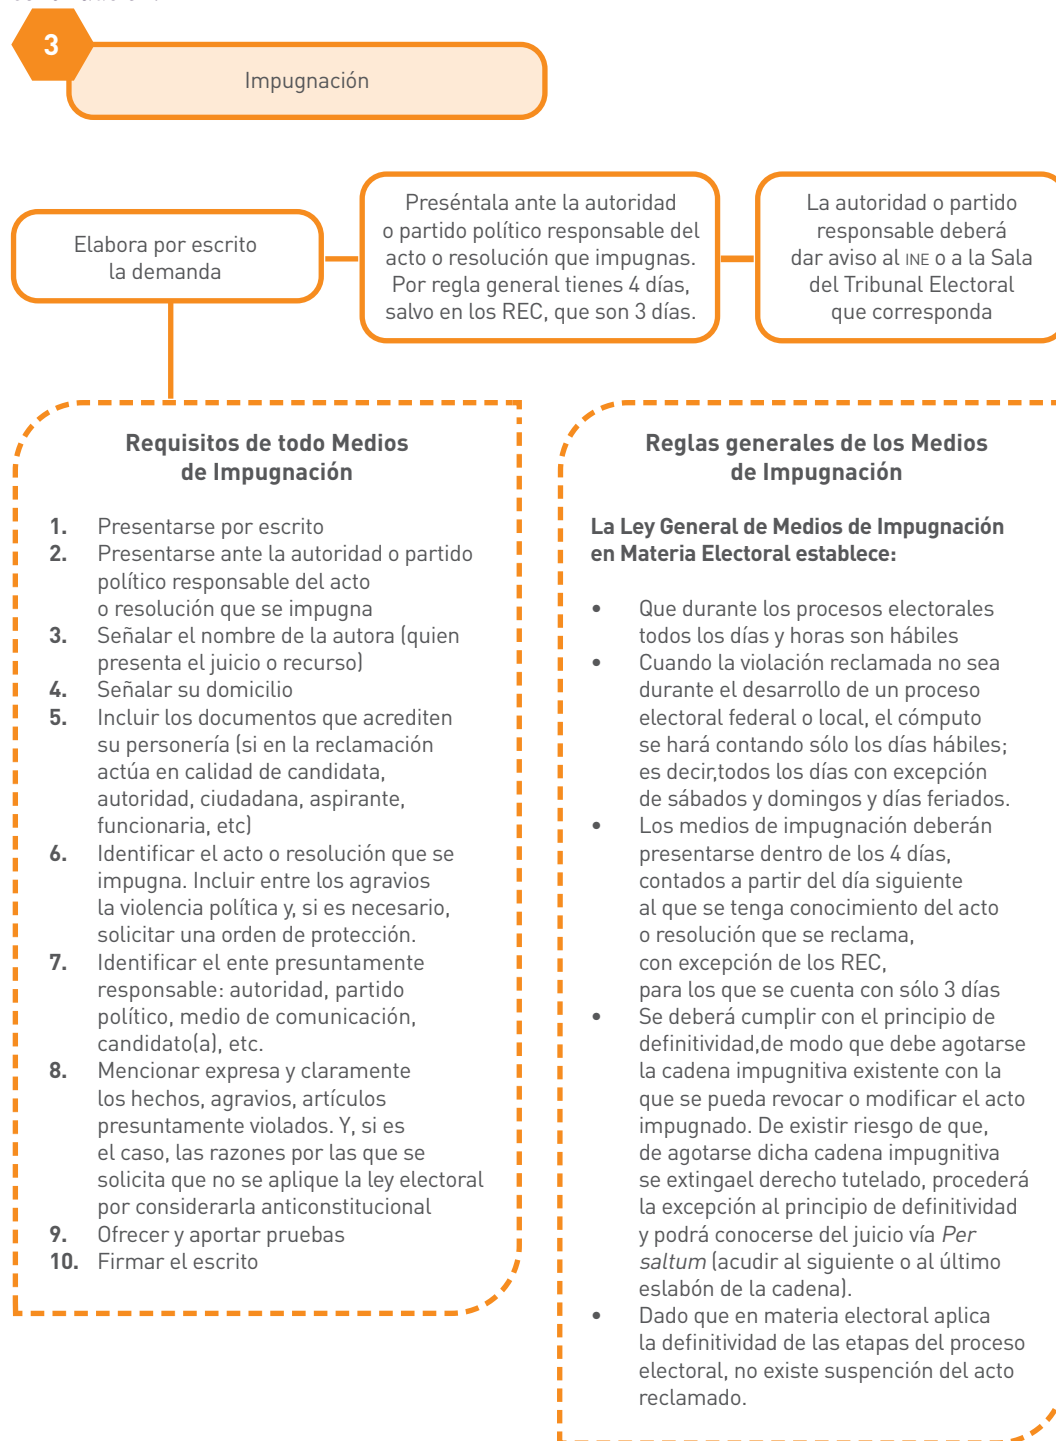 3
Impugnación
Elabora por escrito
la demanda
Preséntala ante la autoridad
o partido político responsable del
acto o resolución que impugnas.
Por regla general tienes 4 días,
salvo en los REC, que son 3 días.
La autoridad o partido
responsable deberá
dar aviso al INE o a la Sala
del Tribunal Electoral
que corresponda
Requisitos de todo Medios
de Impugnación
1. Presentarse por escrito
2. Presentarse ante la autoridad o partido
político responsable del acto
o resolución que se impugna
3. Señalar el nombre de la autora (quien
presenta el juicio o recurso)
4. Señalar su domicilio
5. Incluir los documentos que acrediten
su personería (si en la reclamación
actúa en calidad de candidata,
autoridad, ciudadana, aspirante,
funcionaria, etc)
6. Identificar el acto o resolución que se
impugna. Incluir entre los agravios
la violencia política y, si es necesario,
solicitar una orden de protección.
7. Identificar el ente presuntamente
responsable: autoridad, partido
político, medio de comunicación,
candidato(a), etc.
8. Mencionar expresa y claramente
los hechos, agravios, artículos
presuntamente violados. Y, si es
el caso, las razones por las que se
solicita que no se aplique la ley electoral
por considerarla anticonstitucional
9. Ofrecer y aportar pruebas
10. Firmar el escrito
Reglas generales de los Medios
de Impugnación
La Ley General de Medios de Impugnación
en Materia Electoral establece:
• Que durante los procesos electorales
todos los días y horas son hábiles
• Cuando la violación reclamada no sea
durante el desarrollo de un proceso
electoral federal o local, el cómputo
se hará contando sólo los días hábiles;
es decir,todos los días con excepción
de sábados y domingos y días feriados.
• Los medios de impugnación deberán
presentarse dentro de los 4 días,
contados a partir del día siguiente
al que se tenga conocimiento del acto
o resolución que se reclama,
con excepción de los REC,
para los que se cuenta con sólo 3 días
• Se deberá cumplir con el principio de
definitividad,de modo que debe agotarse
la cadena impugnitiva existente con la
que se pueda revocar o modificar el acto
impugnado. De existir riesgo de que,
de agotarse dicha cadena impugnitiva
se extingael derecho tutelado, procederá
la excepción al principio de definitividad
y podrá conocerse del juicio vía Per
saltum (acudir al siguiente o al último
eslabón de la cadena).
• Dado que en materia electoral aplica
la definitividad de las etapas del proceso
electoral, no existe suspención del acto
reclamado.